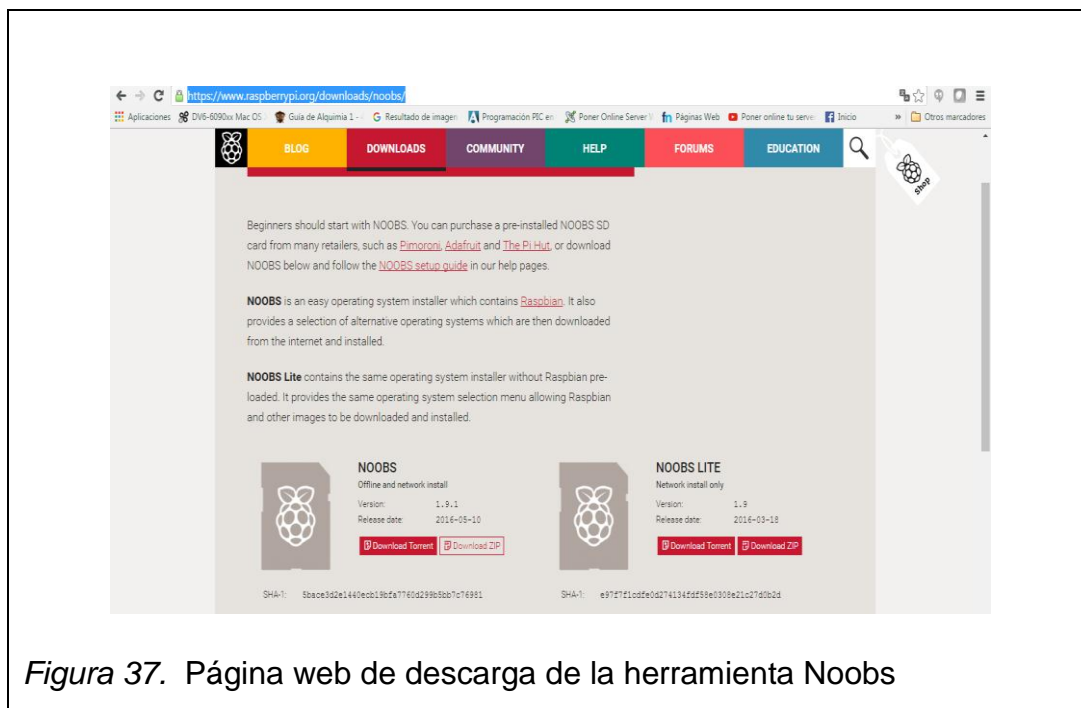 https://www.raspberrypi.org/downloads/noobs/
Aplicaciones DV6-6090xx Mac OS Guia de Alquimia 1 - G Resultado de imagen Programación PIC en Poner Online Server Páginas Web Poner online tu serve Inicio » Otros marcadores
BLOG DOWNLOADS COMMUNITY HELP FORUMS EDUCATION
shop
Beginners should start with NOOBS. You can purchase a pre-installed NOOBS SD
card from many retailers, such as Pimoroni, Adafruit and The Pi Hut, or download
NOOBS below and follow the NOOBS setup guide in our help pages.
NOOBS is an easy operating system installer which contains Raspbian. It also
provides a selection of alternative operating systems which are then downloaded
from the internet and installed.
NOOBS Lite contains the same operating system installer without Raspbian pre-
loaded. It provides the same operating system selection menu allowing Raspbian
and other images to be downloaded and installed.
NOOBS
Offline and network install
Version: 1.9.1
Release date: 2016-05-10
Download Torrent Download ZIP
SHA-1: 5bace3d2e1440ecb19bfa7760d299b5bb7c76981
NOOBS LITE
Network install only
Version: 1.9
Release date: 2016-03-18
Download Torrent Download ZIP
SHA-1: e97f7f1cdfe0d274134fdf58e0308e21c27d0b2d
Figura 37. Página web de descarga de la herramienta Noobs